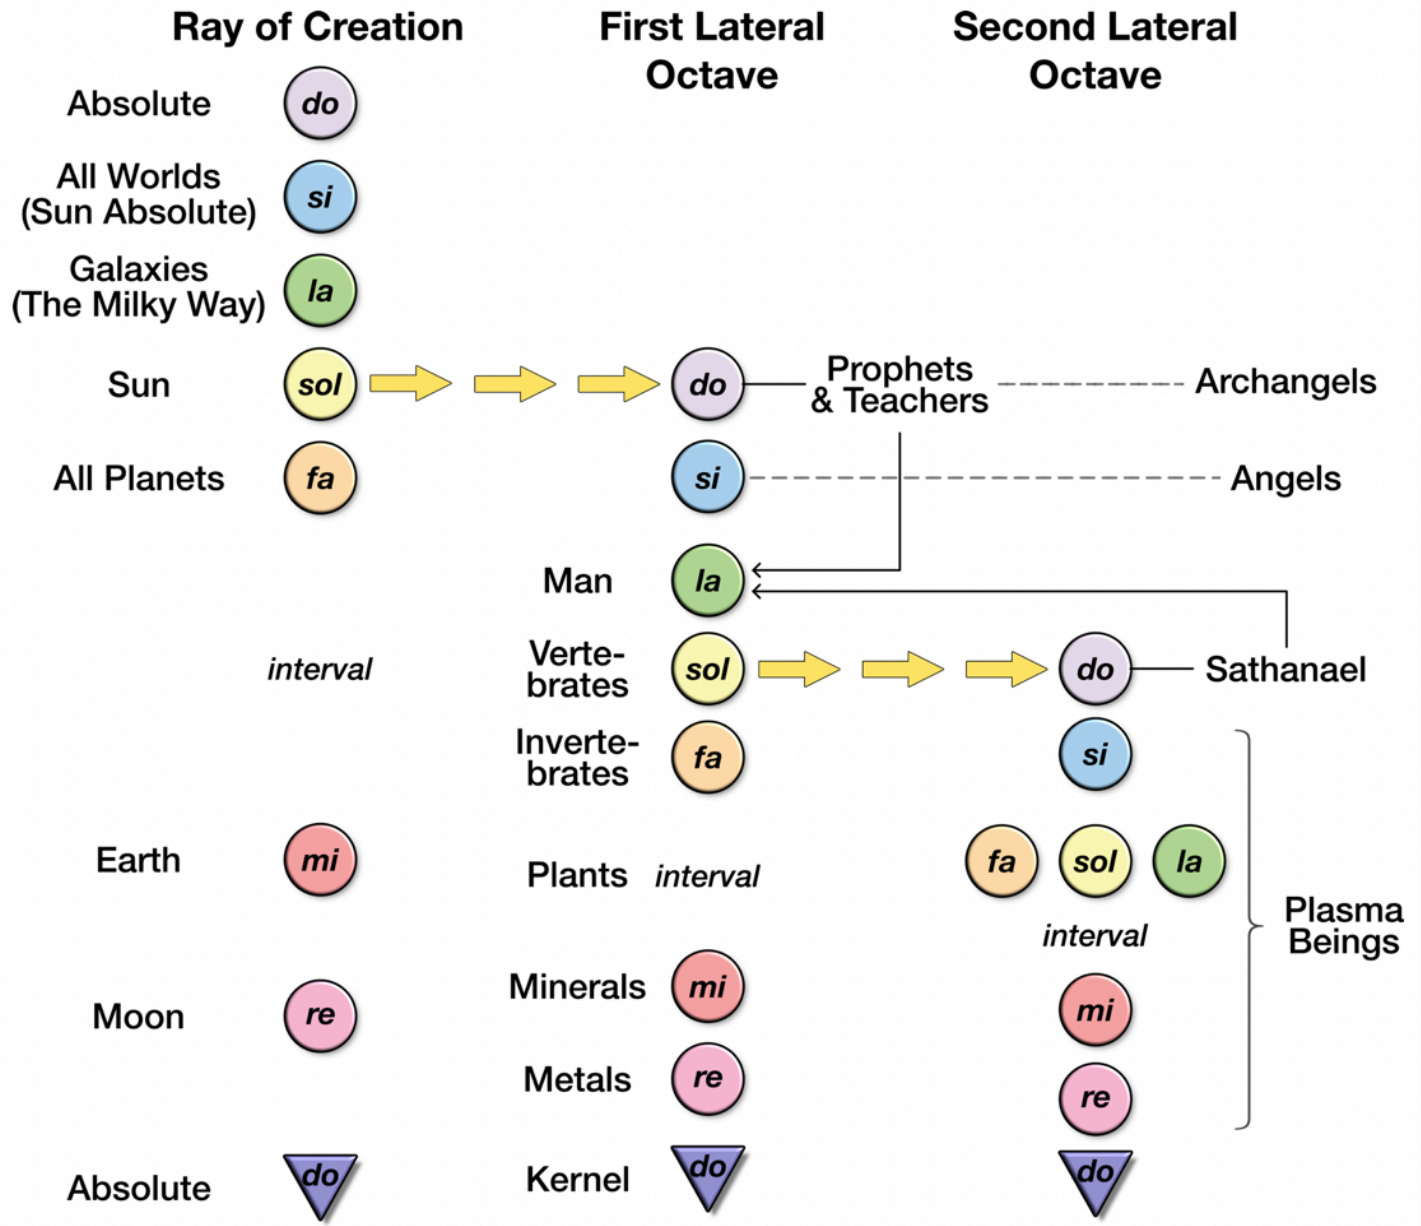 Ray of Creation
First Lateral
Octave
Second Lateral
Octave
Absolute
do
All Worlds
(Sun Absolute)
si
Galaxies
(The Milky Way)
la
Sun
sol
do
Prophets
& Teachers
Archangels
All Planets
fa
si
Angels
Man
la
interval
Verte-
brates
sol
do
Sathanael
Inverte-
brates
fa
si
Earth
mi
Plants
interval
fa
sol
la
interval
Plasma
Beings
Moon
re
Minerals
mi
mi
Metals
re
re
Absolute
do
Kernel
do
do